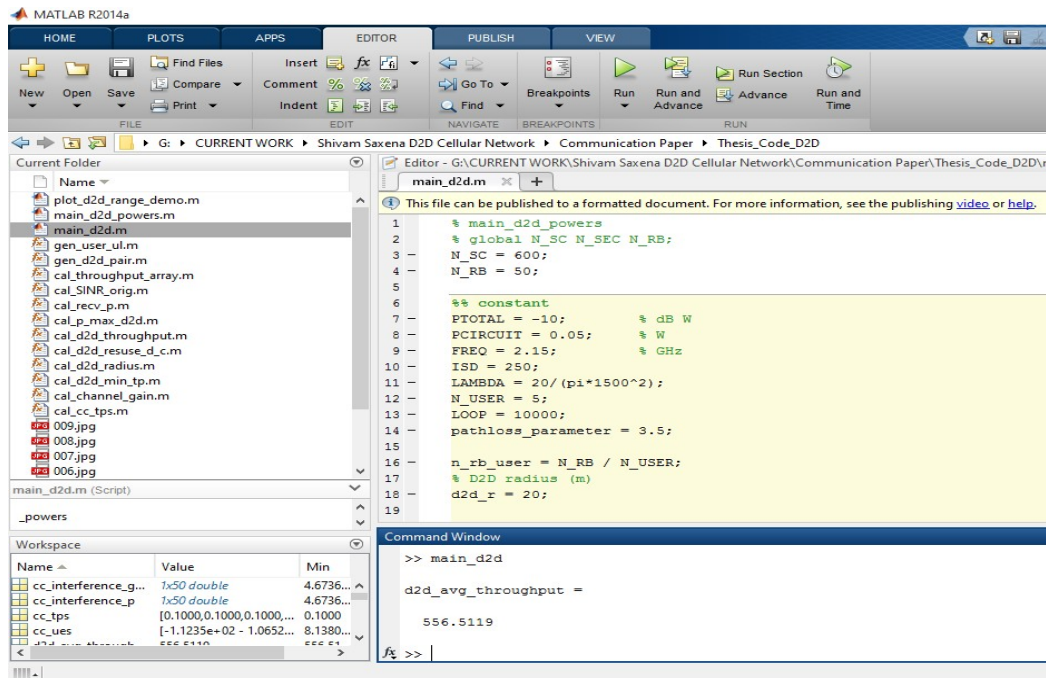 MATLAB R2014a
HOME PLOTS APPS EDITOR PUBLISH VIEW
New Open Save Find Files Compare Print
Insert fx Comment Indent
Go To Find
Breakpoints
Run Run and Advance Run Section Advance Run and Time
FILE EDIT NAVIGATE BREAKPOINTS RUN
G: CURRENT WORK Shivam Saxena D2D Cellular Network Communication Paper Thesis_Code_D2D
Current Folder
Name
plot_d2d_range_demo.m
main_d2d_powers.m
main_d2d.m
gen_user_ul.m
gen_d2d_pair.m
cal_throughput_array.m
cal_SINR_orig.m
cal_recv_p.m
cal_p_max_d2d.m
cal_d2d_throughput.m
cal_d2d_resuse_d_c.m
cal_d2d_radius.m
cal_d2d_min_tp.m
cal_channel_gain.m
cal_cc_tps.m
009.jpg
008.jpg
007.jpg
006.jpg
main_d2d.m (Script)
_powers
Workspace
Name Value Min
cc_interference_g... 1x50 double 4.6736...
cc_interference_p 1x50 double 4.6736...
cc_tps [0.1000,0.1000,0.1000,... 0.1000
cc_ues [-1.1235e+02 - 1.0652... 8.1380...
Editor - G:\CURRENT WORK\Shivam Saxena D2D Cellular Network\Communication Paper\Thesis_Code_D2D\
main_d2d.m
This file can be published to a formatted document. For more information, see the publishing video or help.
1 % main_d2d_powers
2 % global N_SC N_SEC N_RB;
3 - N_SC = 600;
4 - N_RB = 50;
5
6 %% constant
7 - PTOTAL = -10; % dB W
8 - PCIRCUIT = 0.05; % W
9 - FREQ = 2.15; % GHz
10 - ISD = 250;
11 - LAMBDA = 20/(pi*1500^2);
12 - N_USER = 5;
13 - LOOP = 10000;
14 - pathloss_parameter = 3.5;
15
16 - n_rb_user = N_RB / N_USER;
17 % D2D radius (m)
18 - d2d_r = 20;
19
Command Window
>> main_d2d
d2d_avg_throughput =
556.5119
fx >>